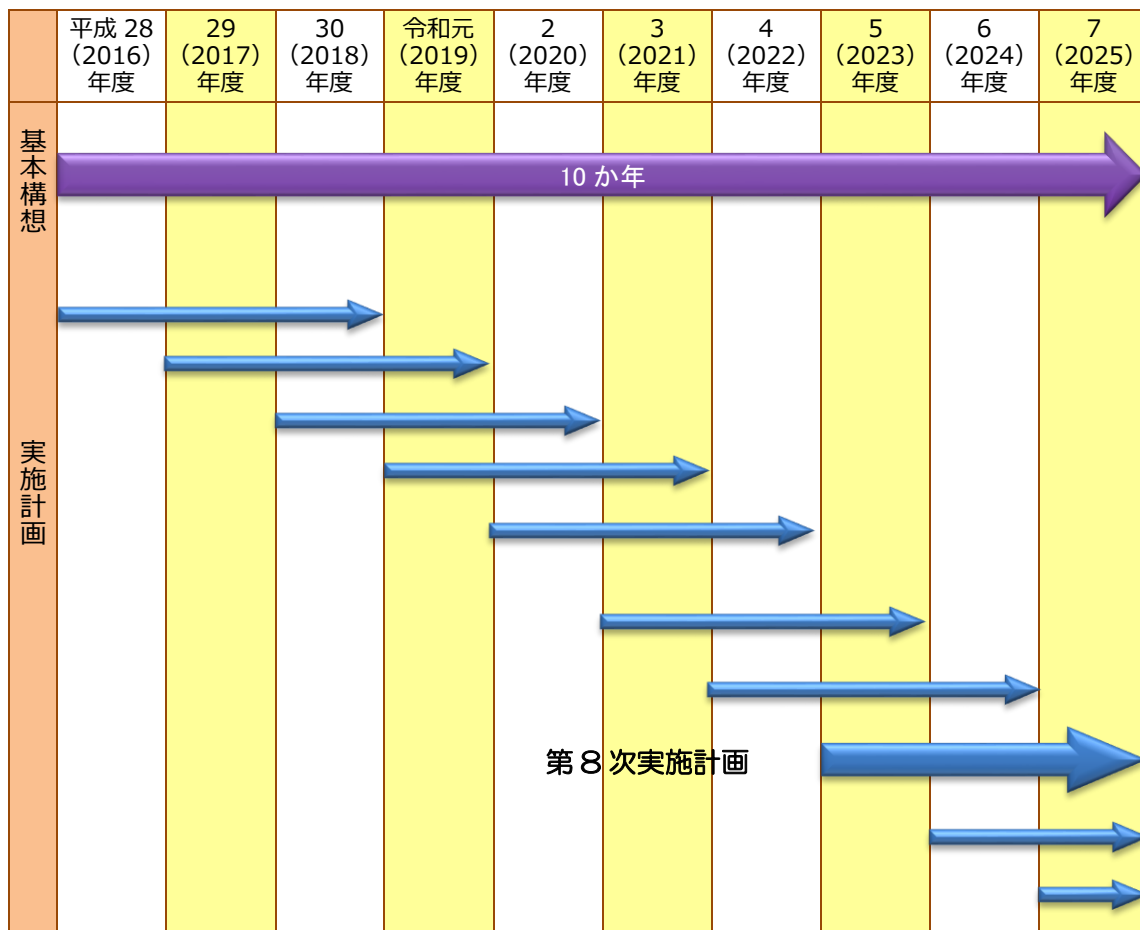 平成 28
（2016）
年度
29
（2017）
年度
30
（2018）
年度
令和元
（2019）
年度
2
（2020）
年度
3
（2021）
年度
4
（2022）
年度
5
（2023）
年度
6
（2024）
年度
7
（2025）
年度
基本構想
10 か年
実施計画
第８次実施計画